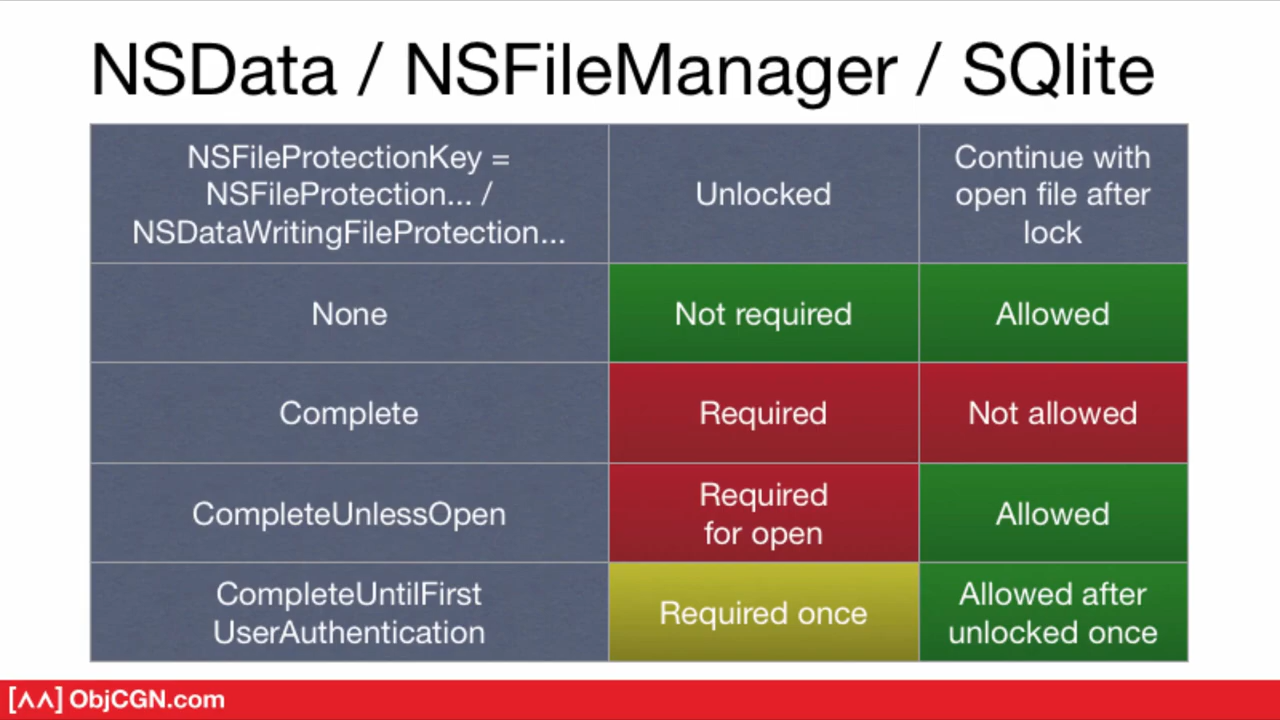 NSData / NSFileManager / SQlite
NSFileProtectionKey =
NSFileProtection... /
NSDataWritingFileProtection...
Unlocked
Continue with
open file after
lock
None
Not required
Allowed
Complete
Required
Not allowed
CompleteUnlessOpen
Required
for open
Allowed
CompleteUntilFirst
UserAuthentication
Required once
Allowed after
unlocked once
[ʌʌ] ObjCGN.com